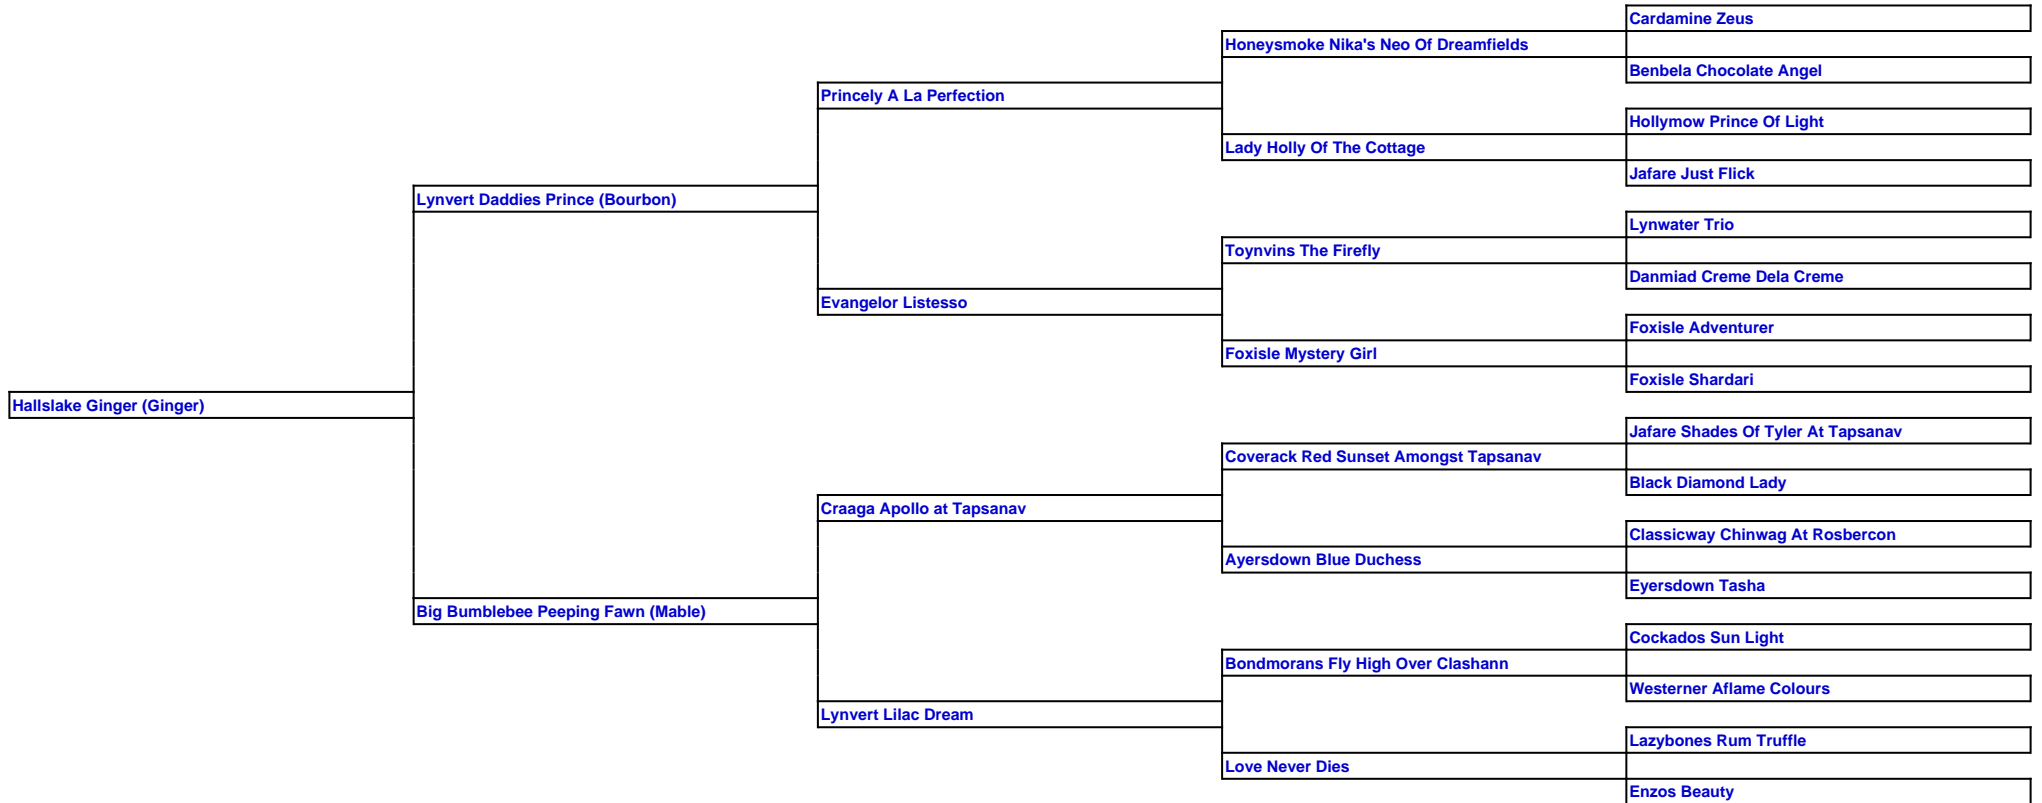 Cardamine Zeus
Honeysmoke Nika's Neo Of Dreamfields
Benbela Chocolate Angel
Princely A La Perfection
Hollymow Prince Of Light
Lady Holly Of The Cottage
Jafare Just Flick
Lynvert Daddies Prince (Bourbon)
Lynwater Trio
Toynvins The Firefly
Danmiad Creme Dela Creme
Evangelor Listesso
Foxisle Adventurer
Foxisle Mystery Girl
Foxisle Shardari
Hallslake Ginger (Ginger)
Jafare Shades Of Tyler At Tapsanav
Coverack Red Sunset Amongst Tapsanav
Black Diamond Lady
Craaga Apollo at Tapsanav
Classicway Chinwag At Rosbercon
Ayersdown Blue Duchess
Eyersdown Tasha
Big Bumblebee Peeping Fawn (Mable)
Cockados Sun Light
Bondmorans Fly High Over Clashann
Westerner Aflame Colours
Lynvert Lilac Dream
Lazybones Rum Truffle
Love Never Dies
Enzos Beauty